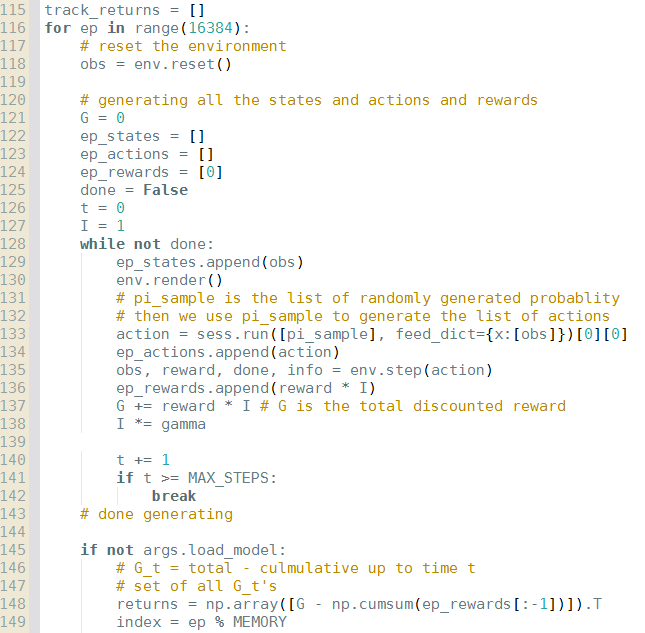 115 track_returns = []
116 for ep in range(16384):
117     # reset the environment
118     obs = env.reset()
119
120     # generating all the states and actions and rewards
121     G = 0
122     ep_states = []
123     ep_actions = []
124     ep_rewards = [0]
125     done = False
126     t = 0
127     I = 1
128     while not done:
129         ep_states.append(obs)
130         env.render()
131         # pi_sample is the list of randomly generated probablity
132         # then we use pi_sample to generate the list of actions
133         action = sess.run([pi_sample], feed_dict={x:[obs]})[0][0]
134         ep_actions.append(action)
135         obs, reward, done, info = env.step(action)
136         ep_rewards.append(reward * I)
137         G += reward * I # G is the total discounted reward
138         I *= gamma
139
140         t += 1
141         if t >= MAX_STEPS:
142             break
143     # done generating
144
145     if not args.load_model:
146         # G_t = total - culmulative up to time t
147         # set of all G_t's
148         returns = np.array([G - np.cumsum(ep_rewards[:-1])]).T
149         index = ep % MEMORY